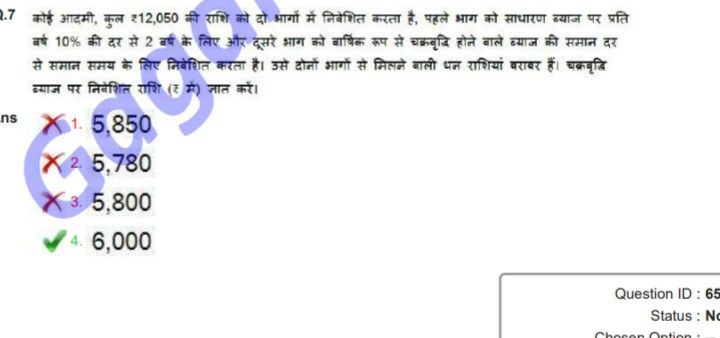 Q.7 कोई आदमी, कुल ₹12,050 की राशि को दो भागों में निवेशित करता है, पहले भाग को साधारण ब्याज पर प्रति
वर्ष 10% की दर से 2 वर्ष के लिए और दूसरे भाग को वार्षिक रूप से चक्रवृद्धि होने वाले ब्याज की समान दर
से समान समय के लिए निवेशित करता है। उसे दोनों भागों से मिलने वाली धन राशियां बराबर हैं। चक्रवृद्धि
ब्याज पर निवेशित राशि (₹ में) ज्ञात करें।
Ans 1. 5,850
2. 5,780
3. 5,800
4. 6,000
Gaga
Question ID : 65
Status : No
Chosen Option : --